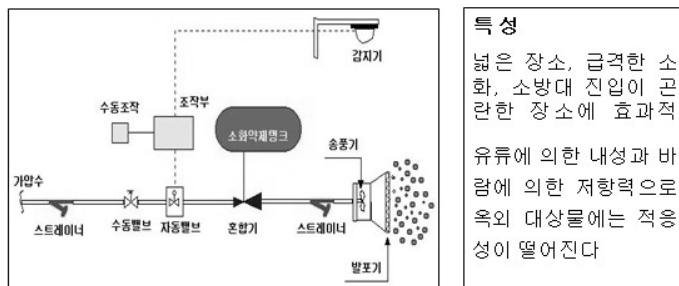 감지기
수동조작
조작부
소화약제탱크
송풍기
가압수
스트레이너
수동밸브
자동밸브
혼합기
스트레이너
발포기
특성
넓은 장소, 급격한 소
화, 소방대 진입이 곤
란한 장소에 효과적
유류에 의한 내성과 바
람에 의한 저항력으로
옥외 대상물에는 적응
성이 떨어진다